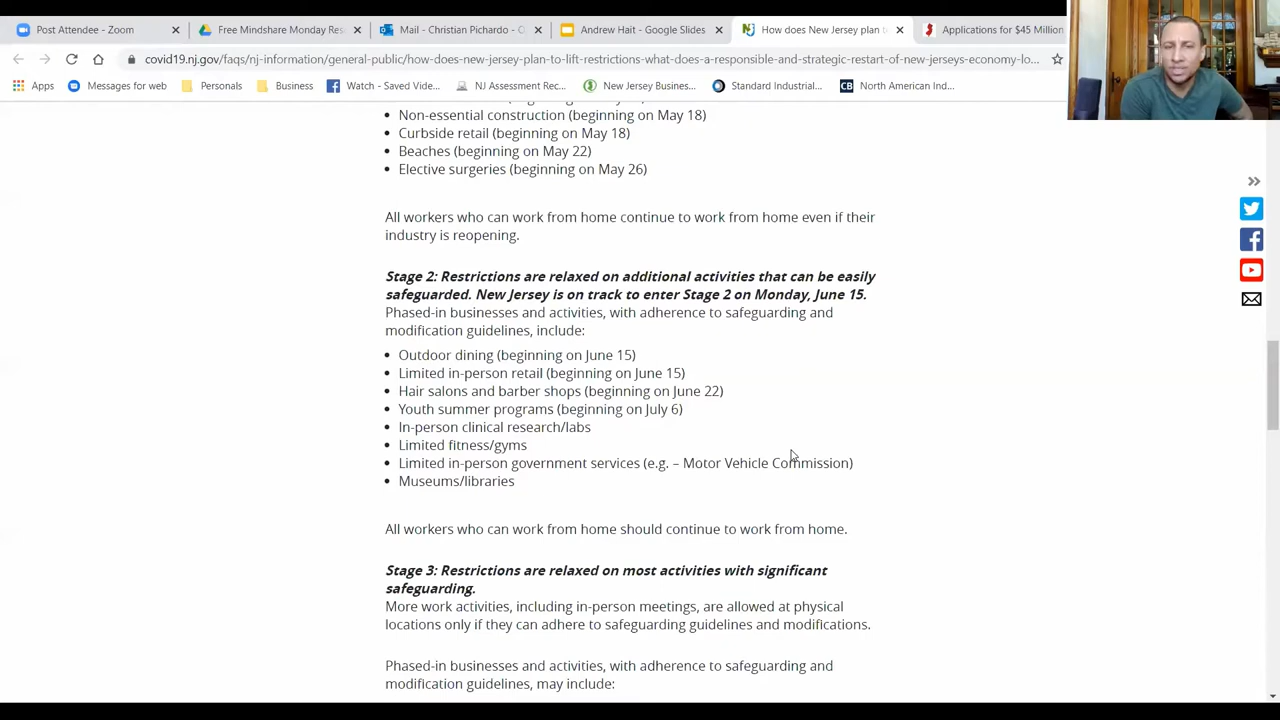 Post Attendee - Zoom
Free Mindshare Monday Res
Mail - Christian Pichardo - O
Andrew Hait - Google Slides
How does New Jersey plan to
Applications for $45 Million
covid19.nj.gov/faqs/nj-information/general-public/how-does-new-jersey-plan-to-lift-restrictions-what-does-a-responsible-and-strategic-restart-of-new-jerseys-economy-lo...
Apps
Messages for web
Personals
Business
Watch - Saved Vide...
NJ Assessment Rec...
New Jersey Busines...
Standard Industrial...
CB
North American Ind...
• Non-essential construction (beginning on May 18)
• Curbside retail (beginning on May 18)
• Beaches (beginning on May 22)
• Elective surgeries (beginning on May 26)
All workers who can work from home continue to work from home even if their
industry is reopening.
Stage 2: Restrictions are relaxed on additional activities that can be easily
safeguarded. New Jersey is on track to enter Stage 2 on Monday, June 15.
Phased-in businesses and activities, with adherence to safeguarding and
modification guidelines, include:
• Outdoor dining (beginning on June 15)
• Limited in-person retail (beginning on June 15)
• Hair salons and barber shops (beginning on June 22)
• Youth summer programs (beginning on July 6)
• In-person clinical research/labs
• Limited fitness/gyms
• Limited in-person government services (e.g. – Motor Vehicle Commission)
• Museums/libraries
All workers who can work from home should continue to work from home.
Stage 3: Restrictions are relaxed on most activities with significant
safeguarding.
More work activities, including in-person meetings, are allowed at physical
locations only if they can adhere to safeguarding guidelines and modifications.
Phased-in businesses and activities, with adherence to safeguarding and
modification guidelines, may include: